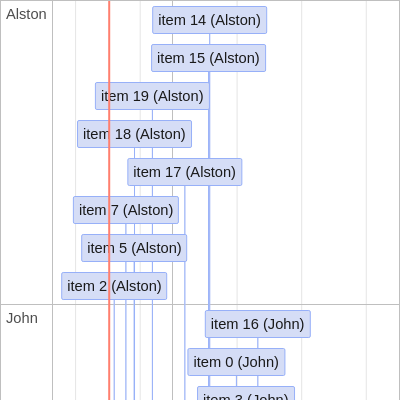 Alston
item 14 (Alston)
item 15 (Alston)
item 19 (Alston)
item 18 (Alston)
item 17 (Alston)
item 7 (Alston)
item 5 (Alston)
item 2 (Alston)
John
item 16 (John)
item 0 (John)
item 3 (John)